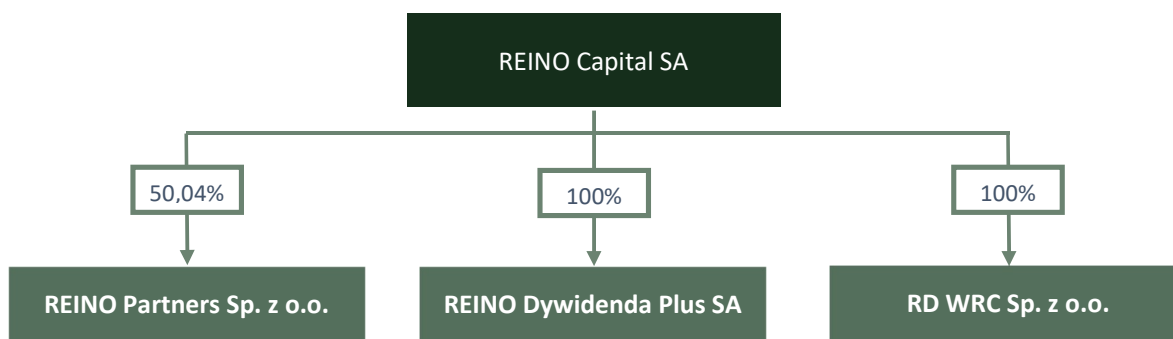 REINO Capital SA
50,04%
100%
100%
REINO Partners Sp. z o.o.
REINO Dywidenda Plus SA
RD WRC Sp. z o.o.